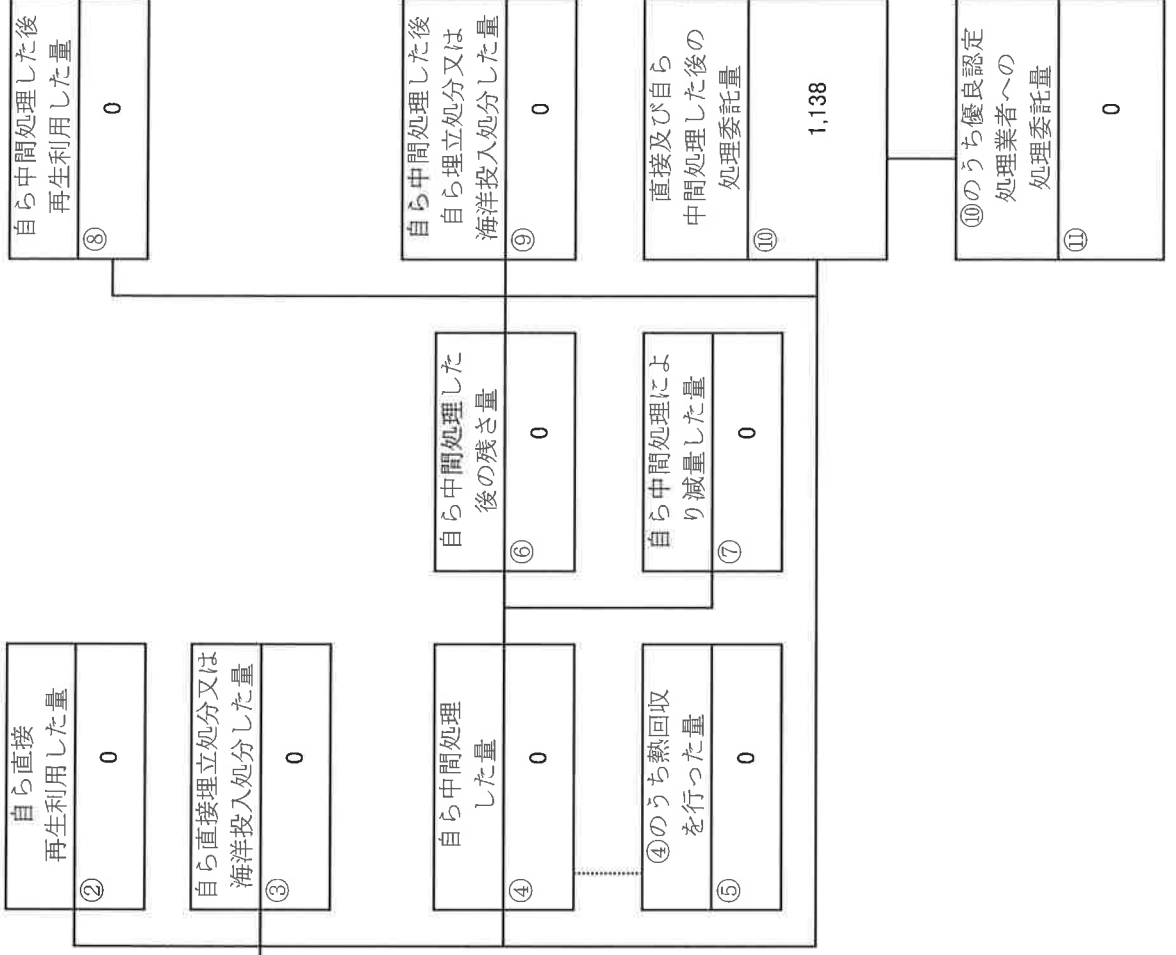 自ら直接
再生利用した量
②
0
自ら直接埋立処分又は
海洋投入処分した量
③
0
自ら中間処理
した量
④
0
④のうち熱回収
を行った量
⑤
0
自ら中間処理した
後の残さ量
⑥
0
自ら中間処理によ
り減量した量
⑦
0
自ら中間処理した後
再生利用した量
⑧
0
自ら中間処理した後
自ら埋立処分又は
海洋投入処分した量
⑨
0
直接及び自ら
中間処理した後の
処理委託量
⑩
1,138
⑩のうち優良認定
処理業者への
処理委託量
⑪
0